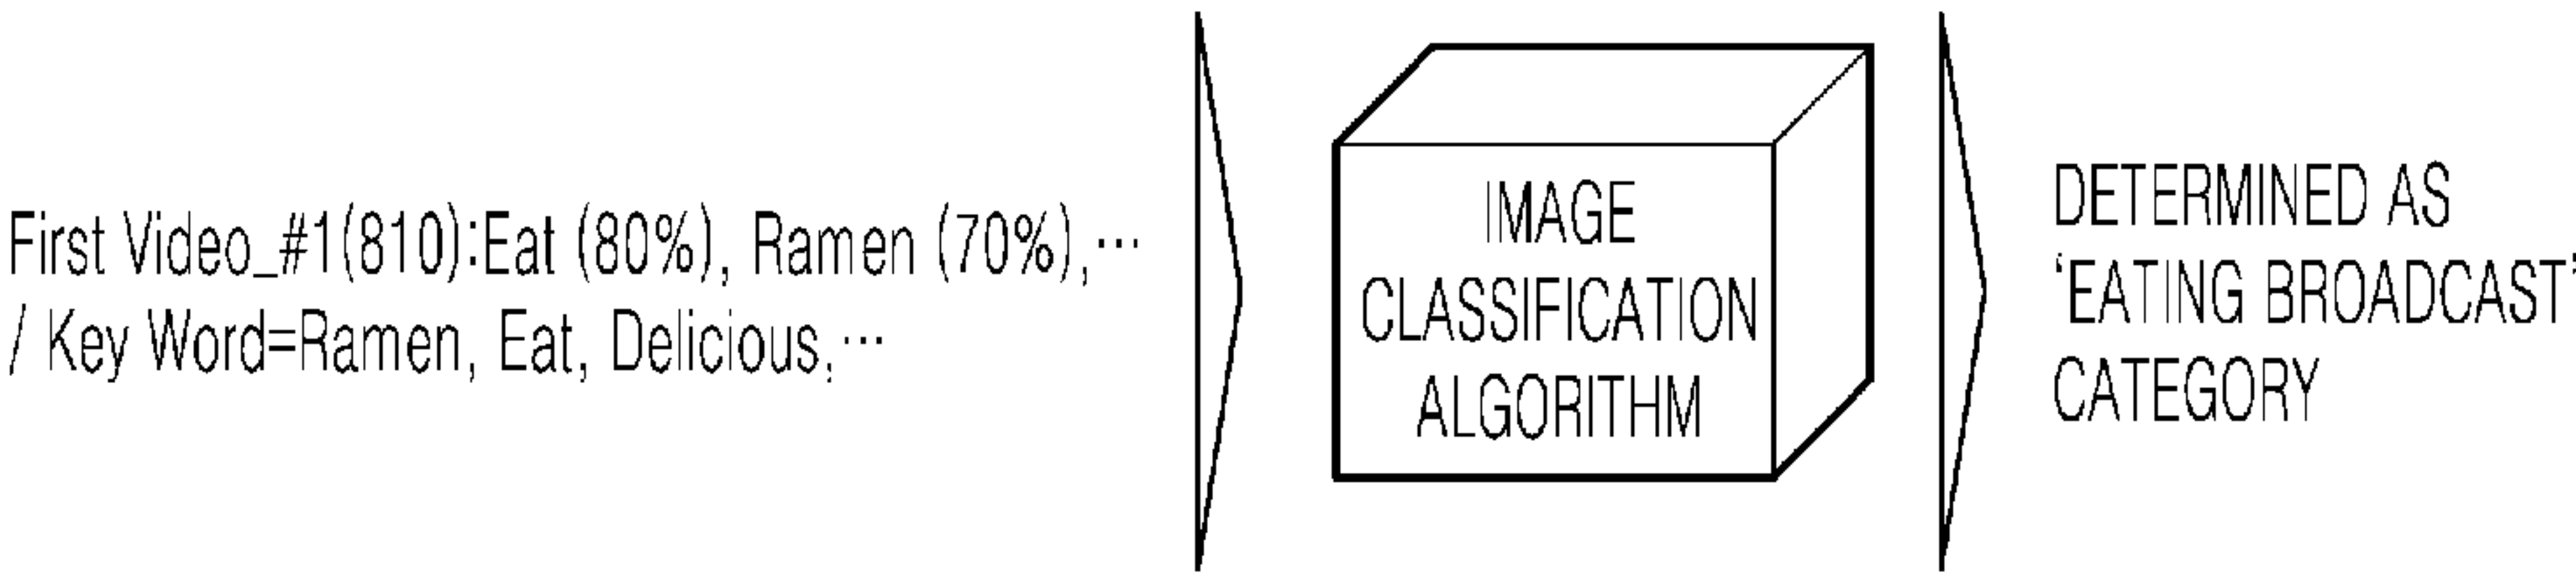 First Video_#1(810):Eat (80%), Ramen (70%),···
/ Key Word=Ramen, Eat, Delicious,···
IMAGE
CLASSIFICATION
ALGORITHM
DETERMINED AS
‘EATING BROADCAST’
CATEGORY